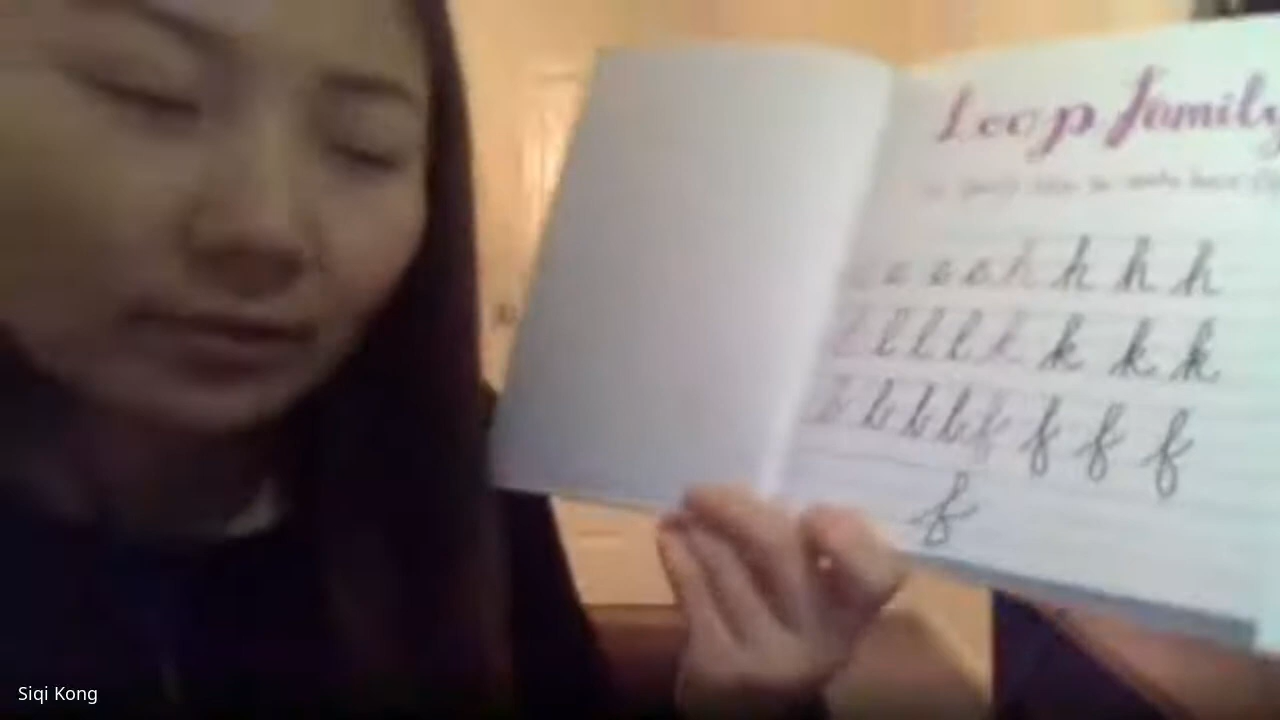 Loop family
e e e h h h h
l l l l k k k k
b b b b f f f f
f
Siqi Kong